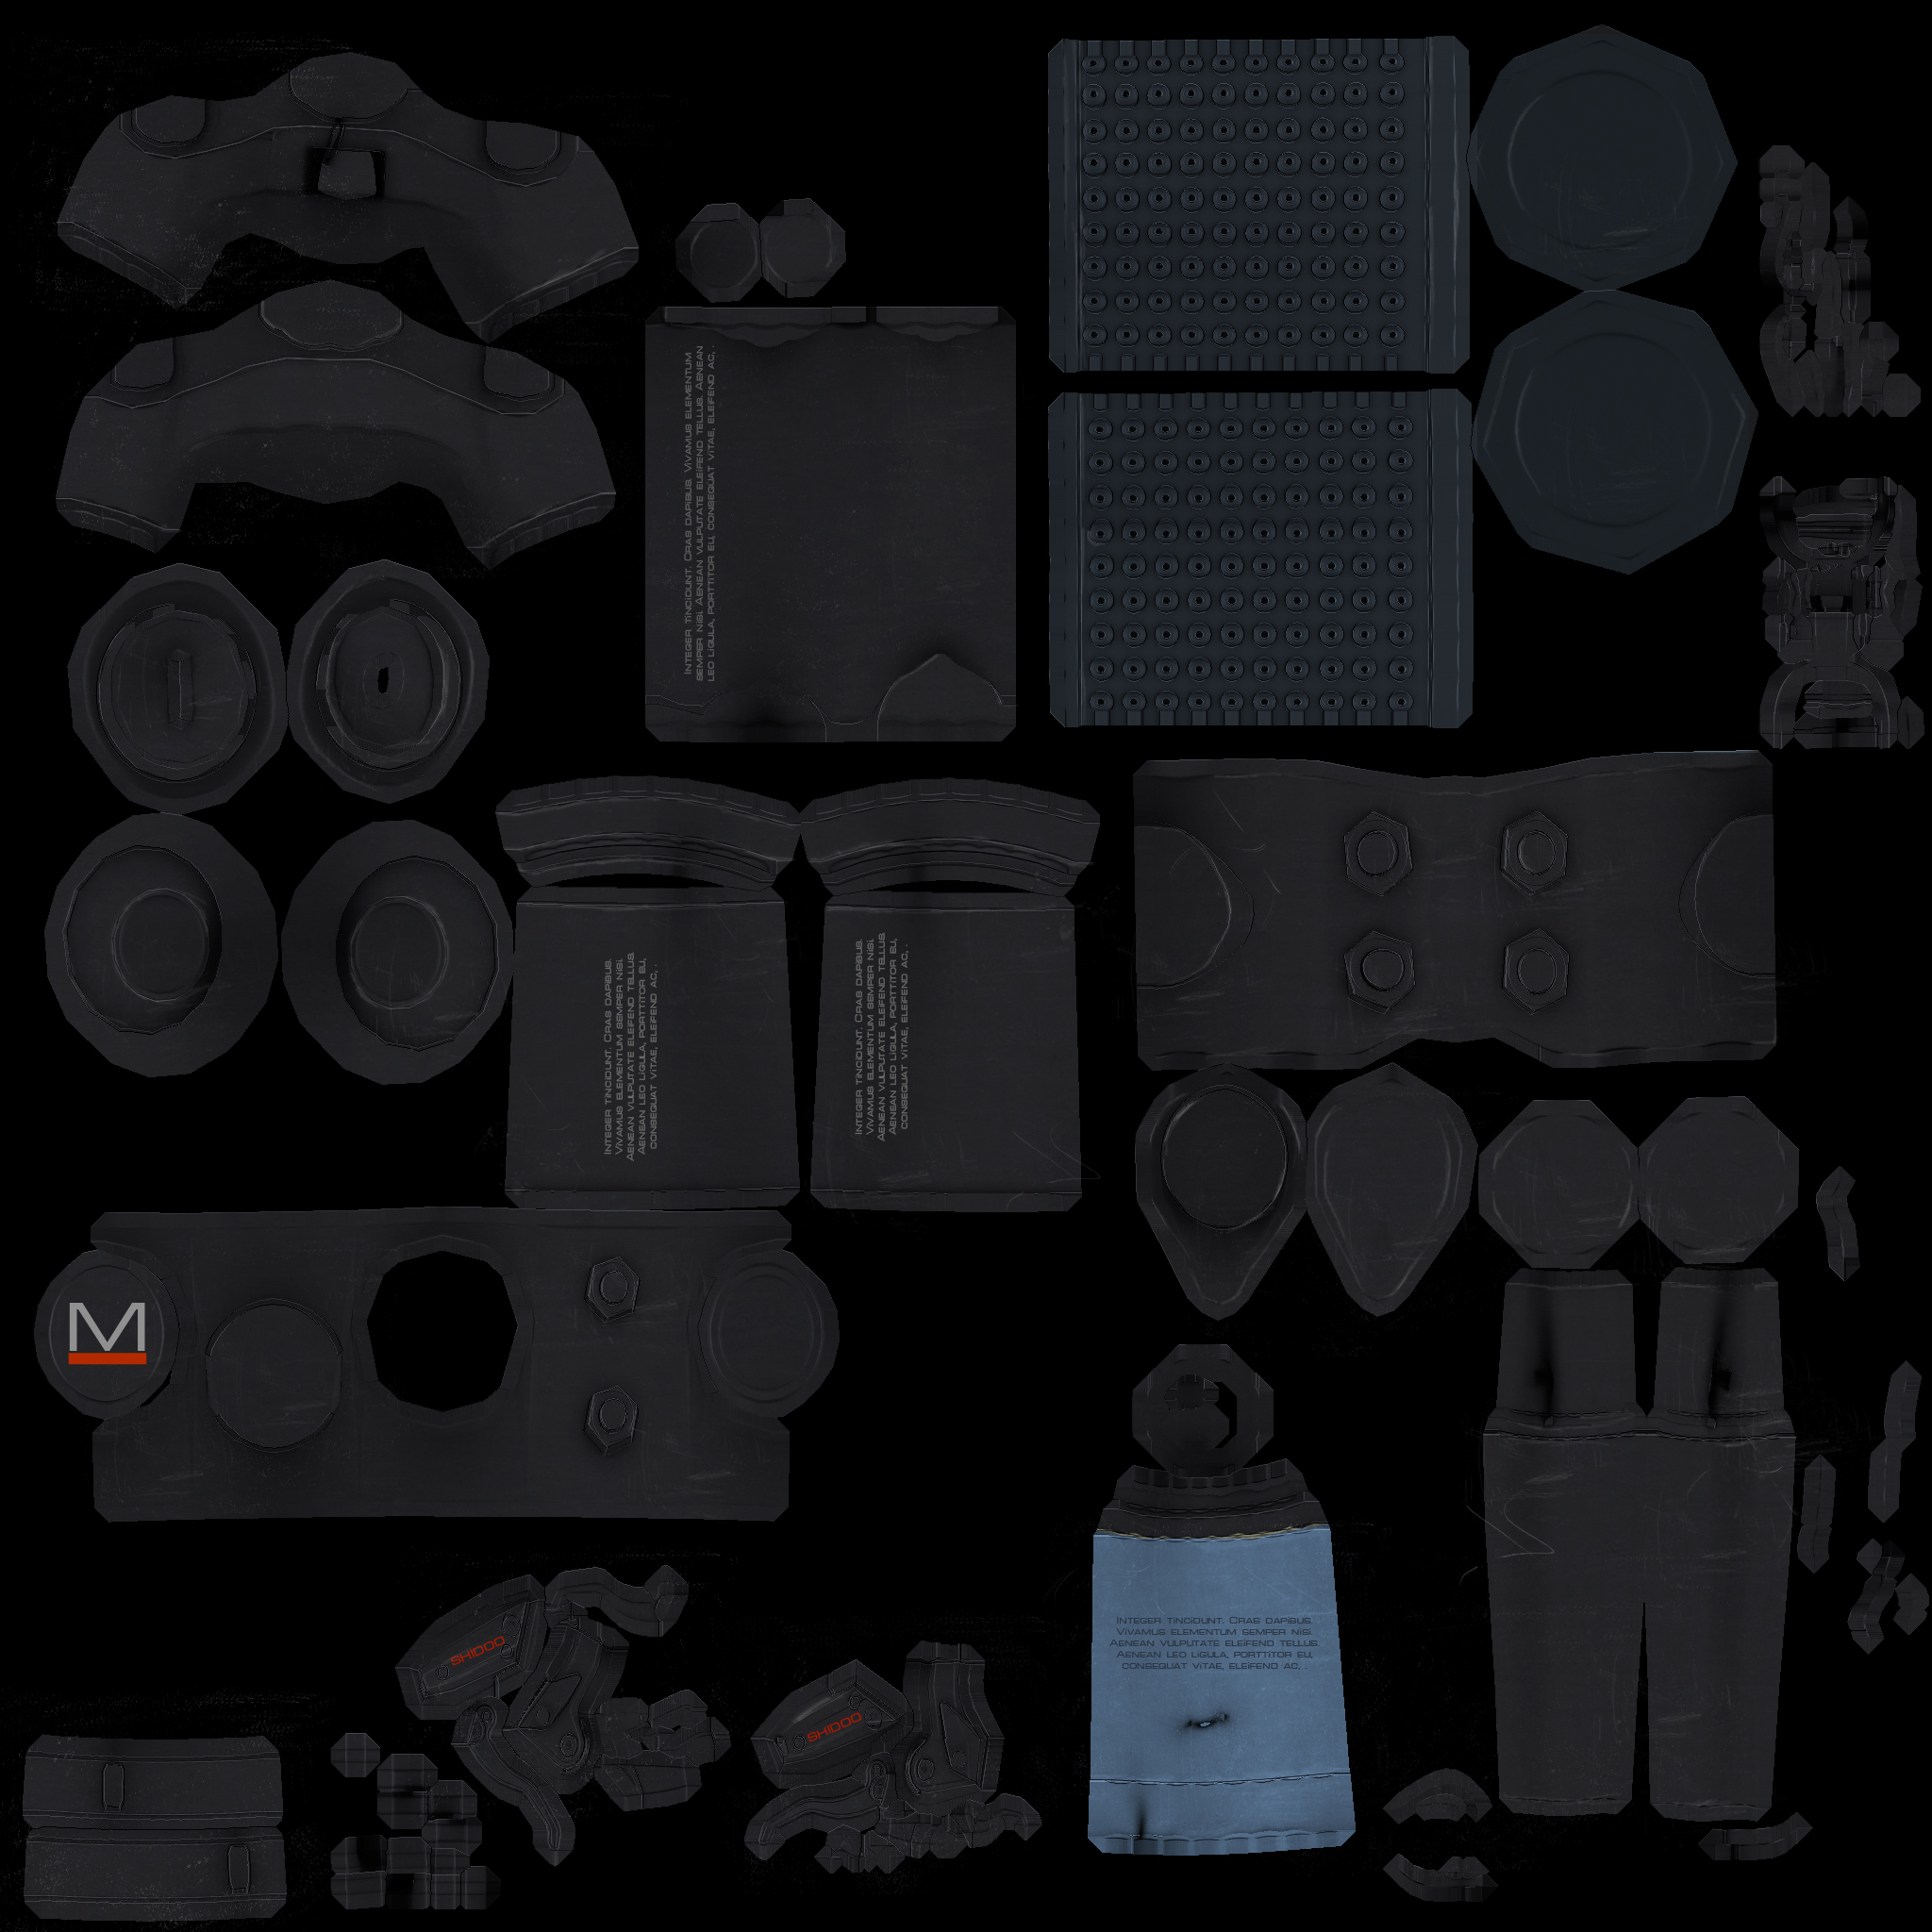 INTEGER TINCIDUNT. CRAS DAPIBUS. VIVAMUS ELEMENTUM
SEMPER NISI. AENEAN VULPUTATE ELEIFEND TELLUS. AENEAN
LEO LIGULA, PORTTITOR EU, CONSEQUAT VITAE, ELEIFEND AC, .
INTEGER TINCIDUNT. CRAS DAPIBUS.
VIVAMUS ELEMENTUM SEMPER NISI.
AENEAN VULPUTATE ELEIFEND TELLUS.
AENEAN LEO LIGULA, PORTTITOR EU,
CONSEQUAT VITAE, ELEIFEND AC, .
INTEGER TINCIDUNT. CRAS DAPIBUS.
VIVAMUS ELEMENTUM SEMPER NISI.
AENEAN VULPUTATE ELEIFEND TELLUS.
AENEAN LEO LIGULA, PORTTITOR EU,
CONSEQUAT VITAE, ELEIFEND AC, .
M
INTEGER TINCIDUNT. CRAS DAPIBUS.
VIVAMUS ELEMENTUM SEMPER NISI.
AENEAN VULPUTATE ELEIFEND TELLUS.
AENEAN LEO LIGULA, PORTTITOR EU,
CONSEQUAT VITAE, ELEIFEND AC, .
SHIDOO
SHIDOO